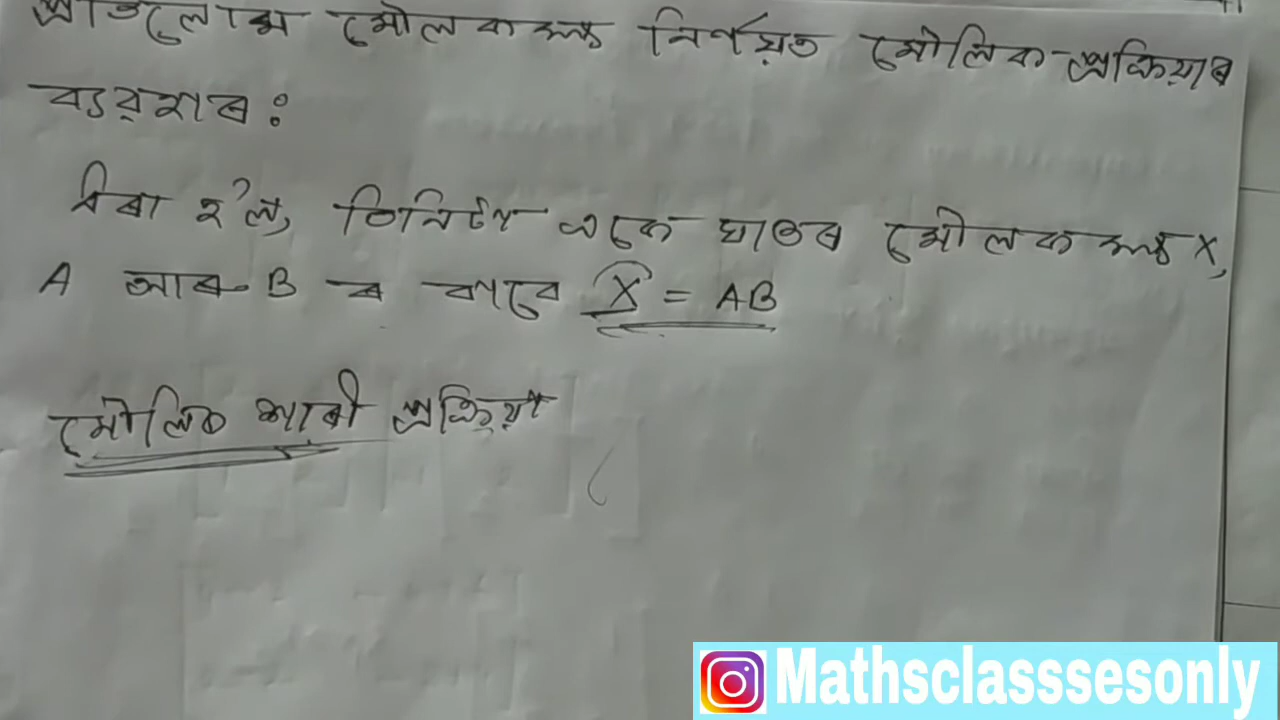 প্ৰতিলোম মৌলকক্ষ নিৰ্ণয়ত মৌলিক প্ৰক্ৰিয়াৰ
ব্যৱহাৰ :
ধৰা হ'ল, তিনিটা একে ঘাতৰ মৌলকক্ষ X,
A আৰু B ৰ বাবে X = AB
মৌলিক শাৰী প্ৰক্ৰিয়া
Mathsclasssesonly